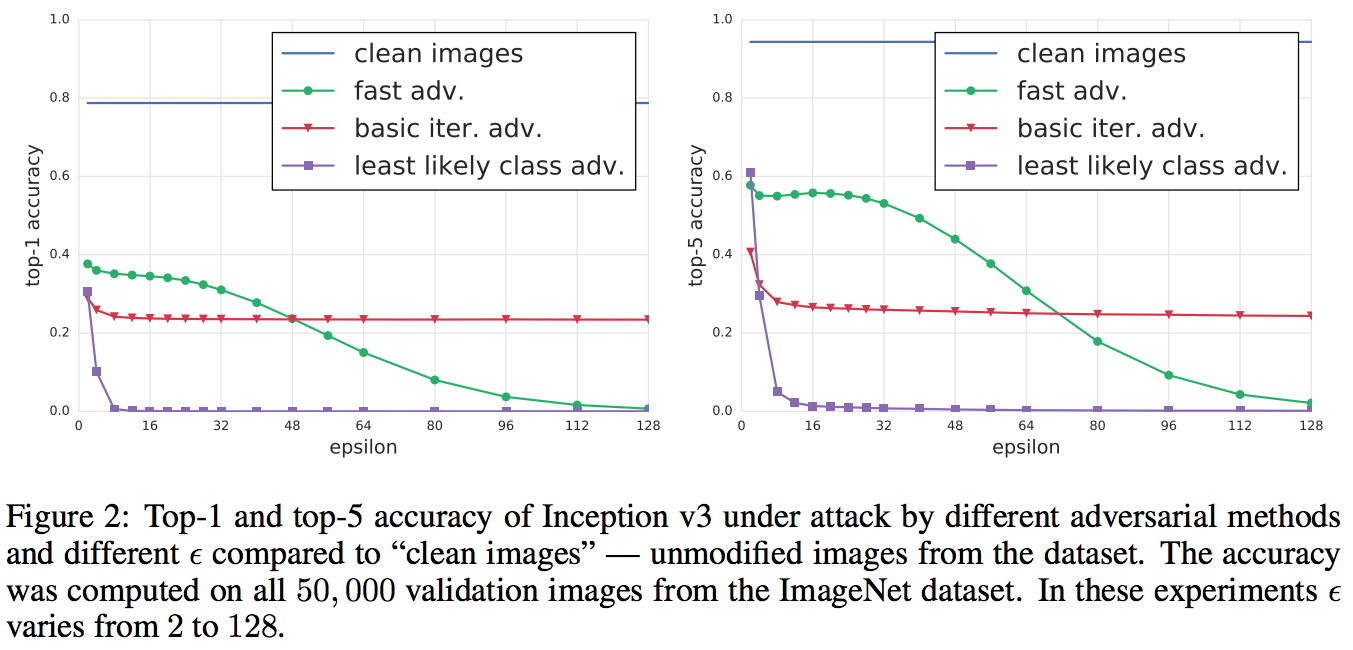 1.0
0.8
0.6
0.4
0.2
0.0
top-1 accuracy
clean images
fast adv.
basic iter. adv.
least likely class adv.
0 16 32 48 64 80 96 112 128
epsilon
1.0
0.8
0.6
0.4
0.2
0.0
top-5 accuracy
clean images
fast adv.
basic iter. adv.
least likely class adv.
0 16 32 48 64 80 96 112 128
epsilon
Figure 2: Top-1 and top-5 accuracy of Inception v3 under attack by different adversarial methods
and different ϵ compared to “clean images” — unmodified images from the dataset. The accuracy
was computed on all 50, 000 validation images from the ImageNet dataset. In these experiments ϵ
varies from 2 to 128.